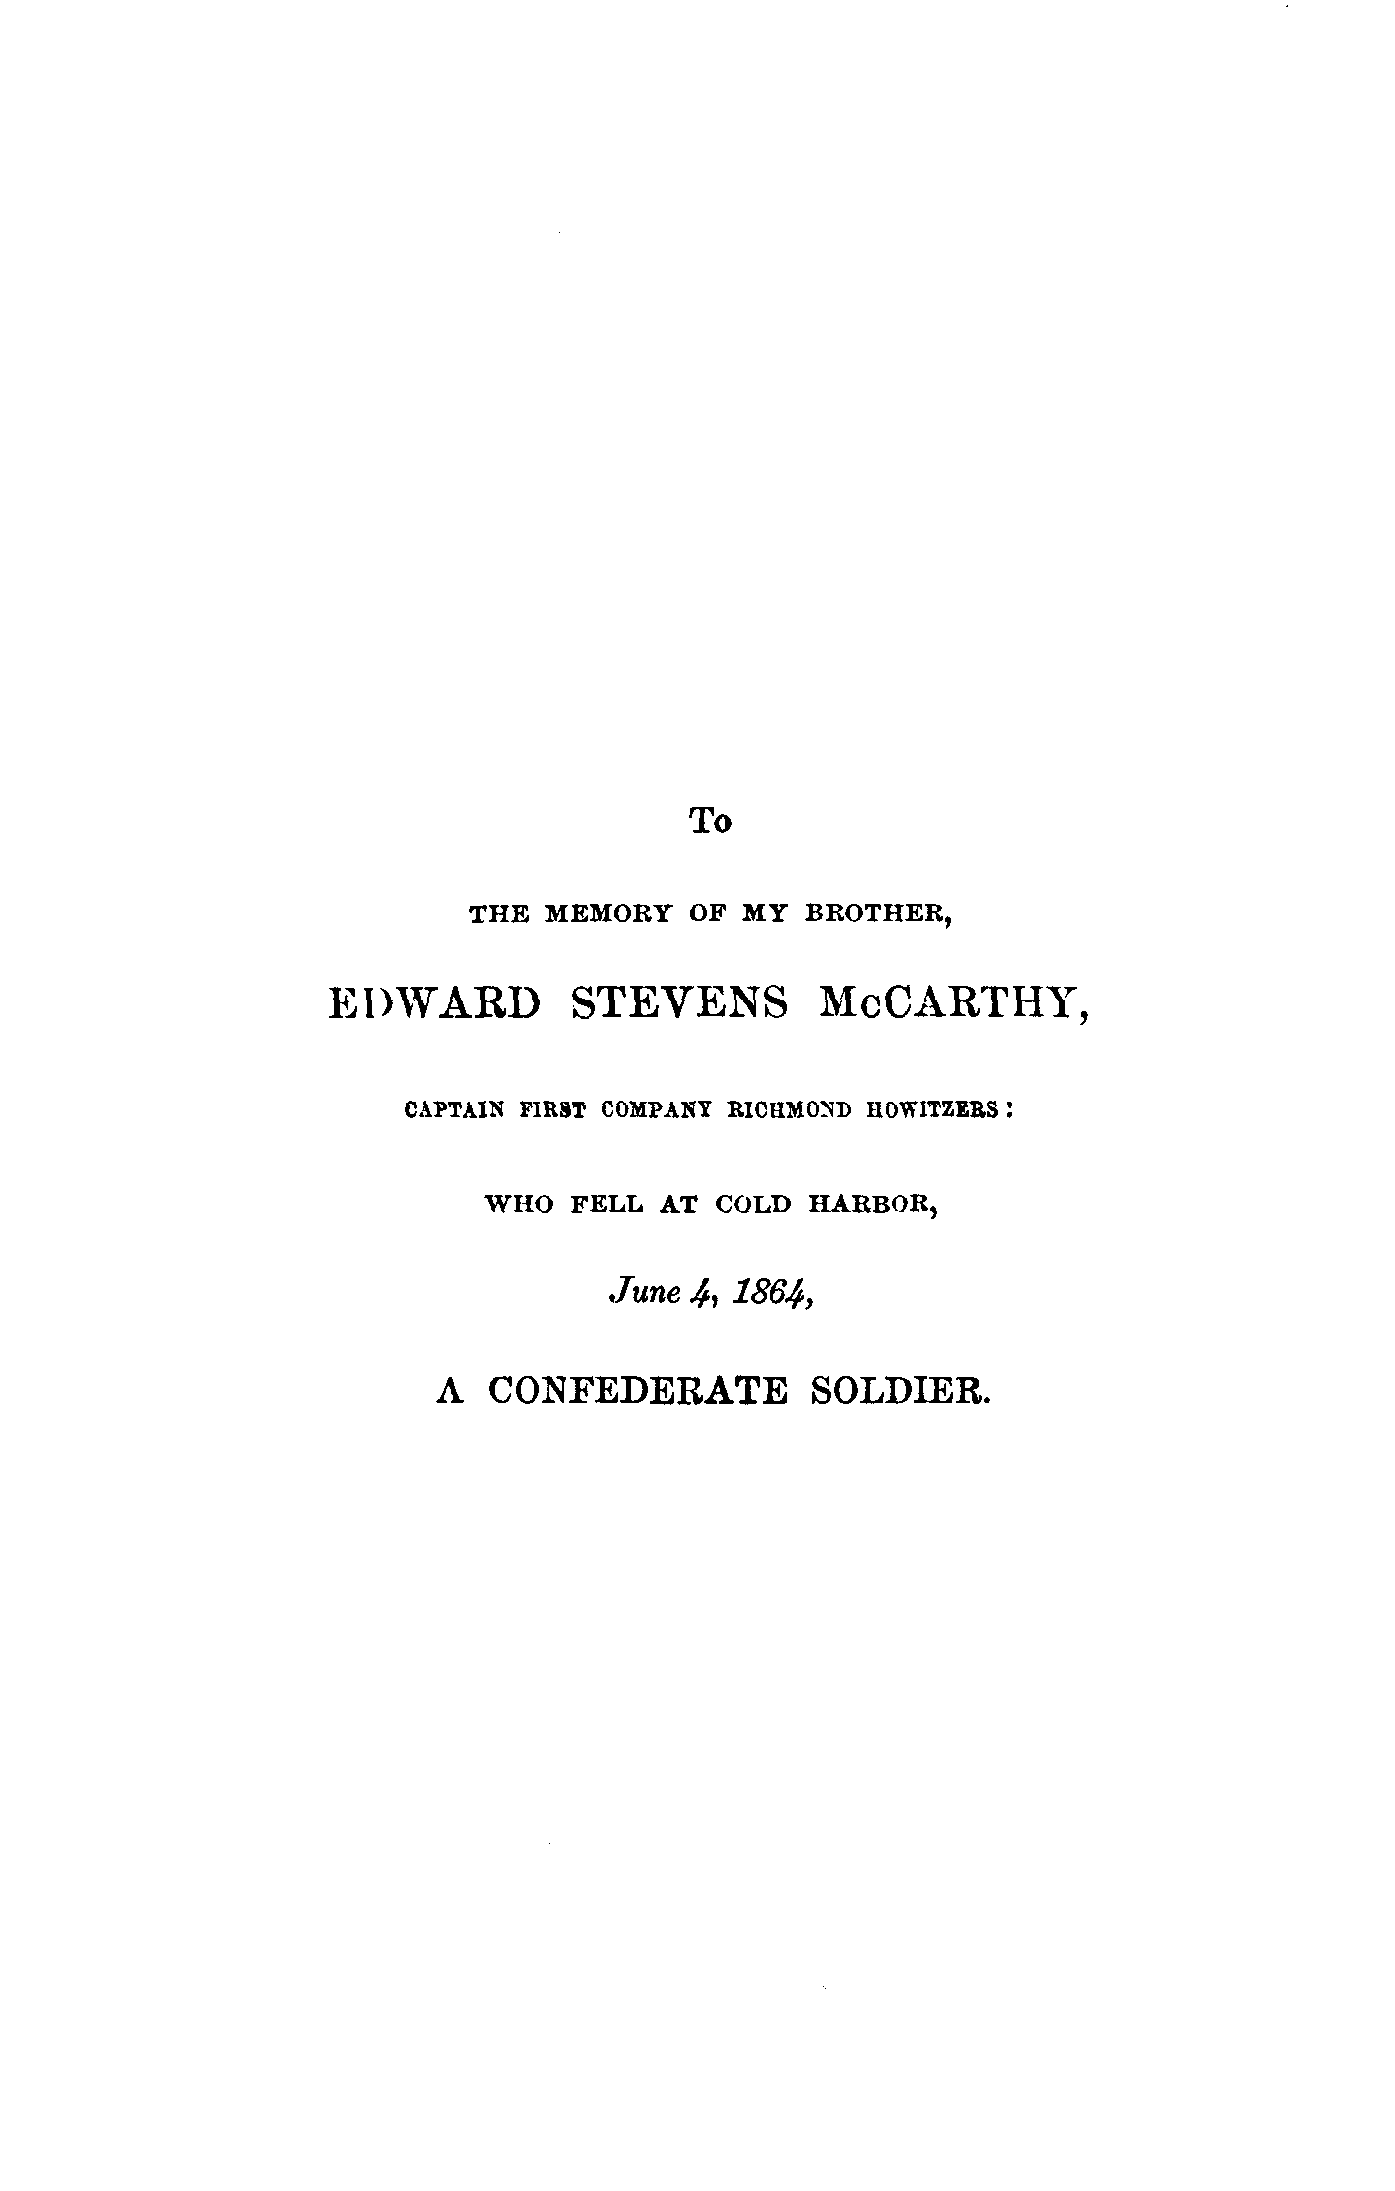 To
THE MEMORY OF MY BROTHER,
EDWARD STEVENS McCARTHY,
CAPTAIN FIRST COMPANY RICHMOND HOWITZERS:
WHO FELL AT COLD HARBOR,
June 4, 1864,
A CONFEDERATE SOLDIER.